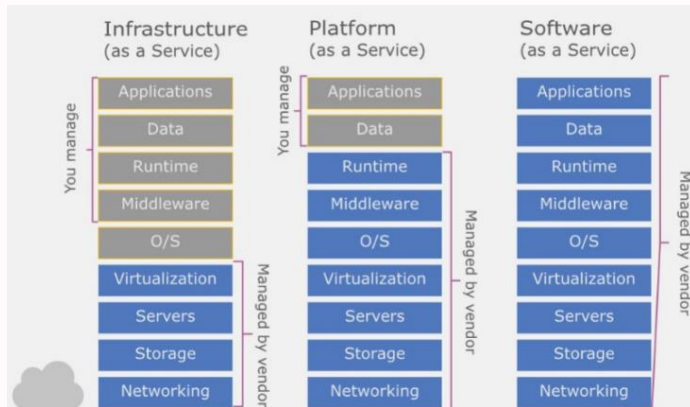 Infrastructure
(as a Service)
You manage
Applications
Data
Runtime
Middleware
O/S
Virtualization
Servers
Storage
Networking
Managed by vendor
Platform
(as a Service)
You manage
Applications
Data
Runtime
Middleware
O/S
Virtualization
Servers
Storage
Networking
Managed by vendor
Software
(as a Service)
Applications
Data
Runtime
Middleware
O/S
Virtualization
Servers
Storage
Networking
Managed by vendor